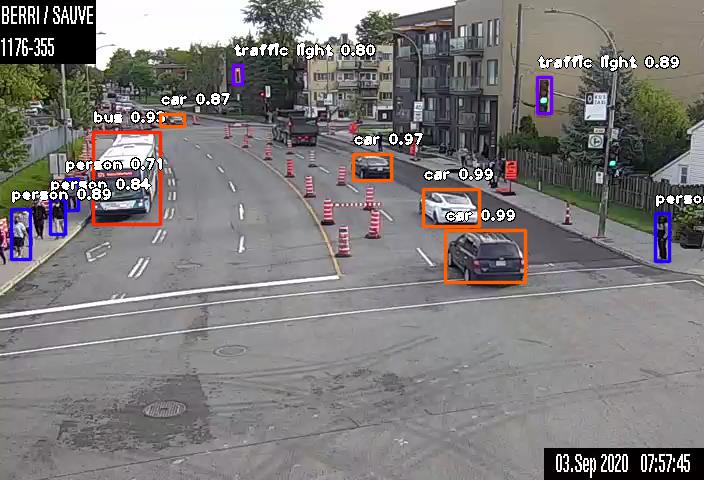 BERRI / SAUVE
1176-355
traffic light 0.80
traffic light 0.89
car 0.87
bus 0.93
car 0.97
person 0.71
car 0.99
person 0.84
person 0.89
person
car 0.99
03.Sep 2020 07:57:45